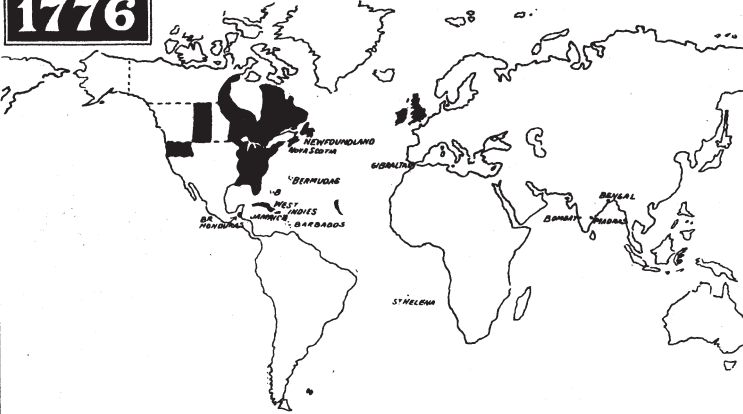 1776
NEWFOUNDLAND
NOVA SCOTIA
GIBRALTAR
BERMUDAS
B
WEST
INDIES
JAMAICA
BR.
HONDURAS
BARBADOS
BENGAL
BOMBAY
MADRAS
ST HELENA